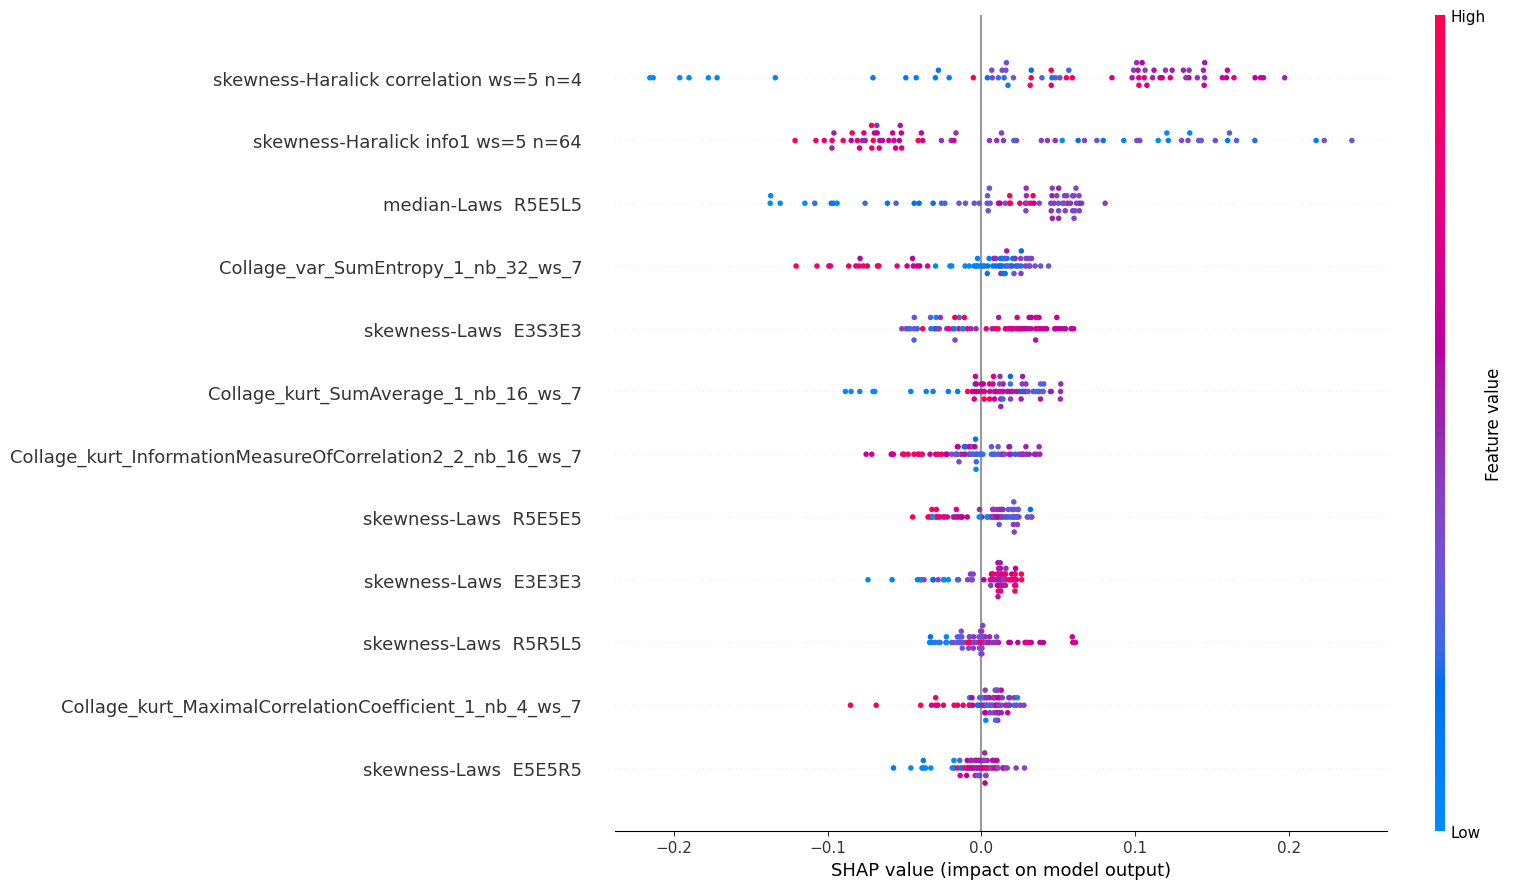 High
skewness-Haralick correlation ws=5 n=4
skewness-Haralick info1 ws=5 n=64
median-Laws  R5E5L5
Collage_var_SumEntropy_1_nb_32_ws_7
skewness-Laws  E3S3E3
Collage_kurt_SumAverage_1_nb_16_ws_7
Collage_kurt_InformationMeasureOfCorrelation2_2_nb_16_ws_7
skewness-Laws  R5E5E5
skewness-Laws  E3E3E3
skewness-Laws  R5R5L5
Collage_kurt_MaximalCorrelationCoefficient_1_nb_4_ws_7
skewness-Laws  E5E5R5
Feature value
Low
−0.2 −0.1 0.0 0.1 0.2
SHAP value (impact on model output)